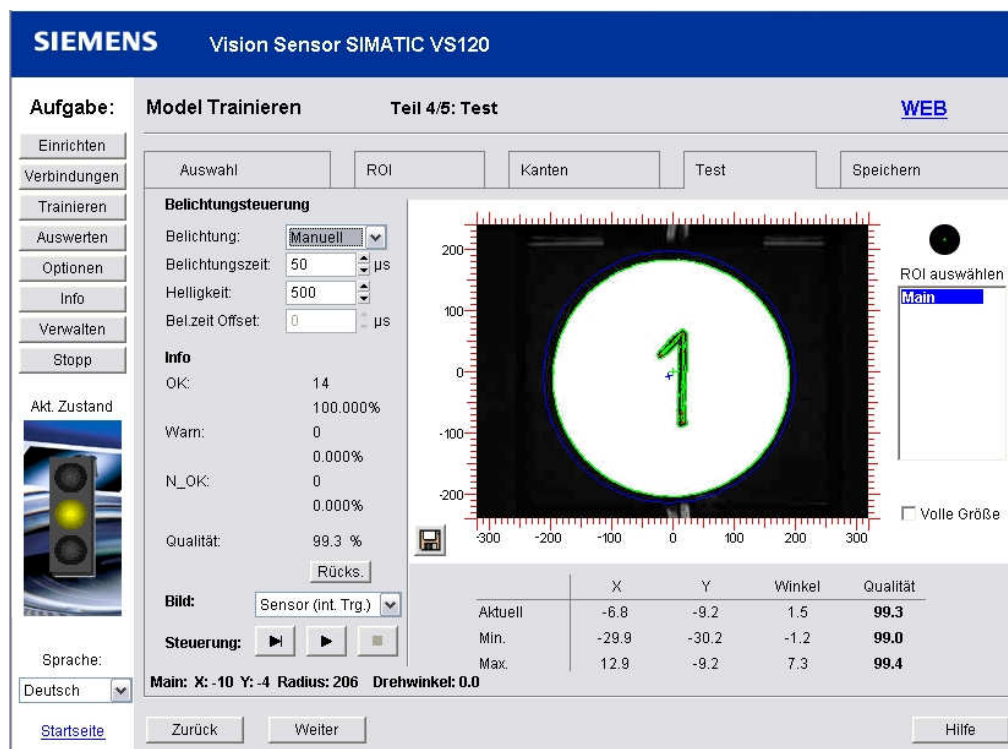 SIEMENS Vision Sensor SIMATIC VS120
Aufgabe:
Einrichten
Verbindungen
Trainieren
Auswerten
Optionen
Info
Verwalten
Stopp
Akt. Zustand
Sprache:
Deutsch
Startseite
Model Trainieren Teil 4/5: Test WEB
Auswahl ROI Kanten Test Speichern
Belichtungsteuerung
Belichtung: Manuell
Belichtungszeit: 50 µs
Helligkeit: 500
Bel.zeit Offset: 0 µs
Info
OK: 14
100.000%
Warn: 0
0.000%
N_OK: 0
0.000%
Qualität: 99.3 %
Rücks.
Bild: Sensor (int. Trg.)
Steuerung:
200
100
0
-100
-200
-300 -200 -100 0 100 200 300
1
ROI auswählen
Main
Volle Größe
X Y Winkel Qualität
Aktuell -6.8 -9.2 1.5 99.3
Min. -29.9 -30.2 -1.2 99.0
Max. 12.9 -9.2 7.3 99.4
Main: X: -10 Y: -4 Radius: 206 Drehwinkel: 0.0
Zurück Weiter Hilfe